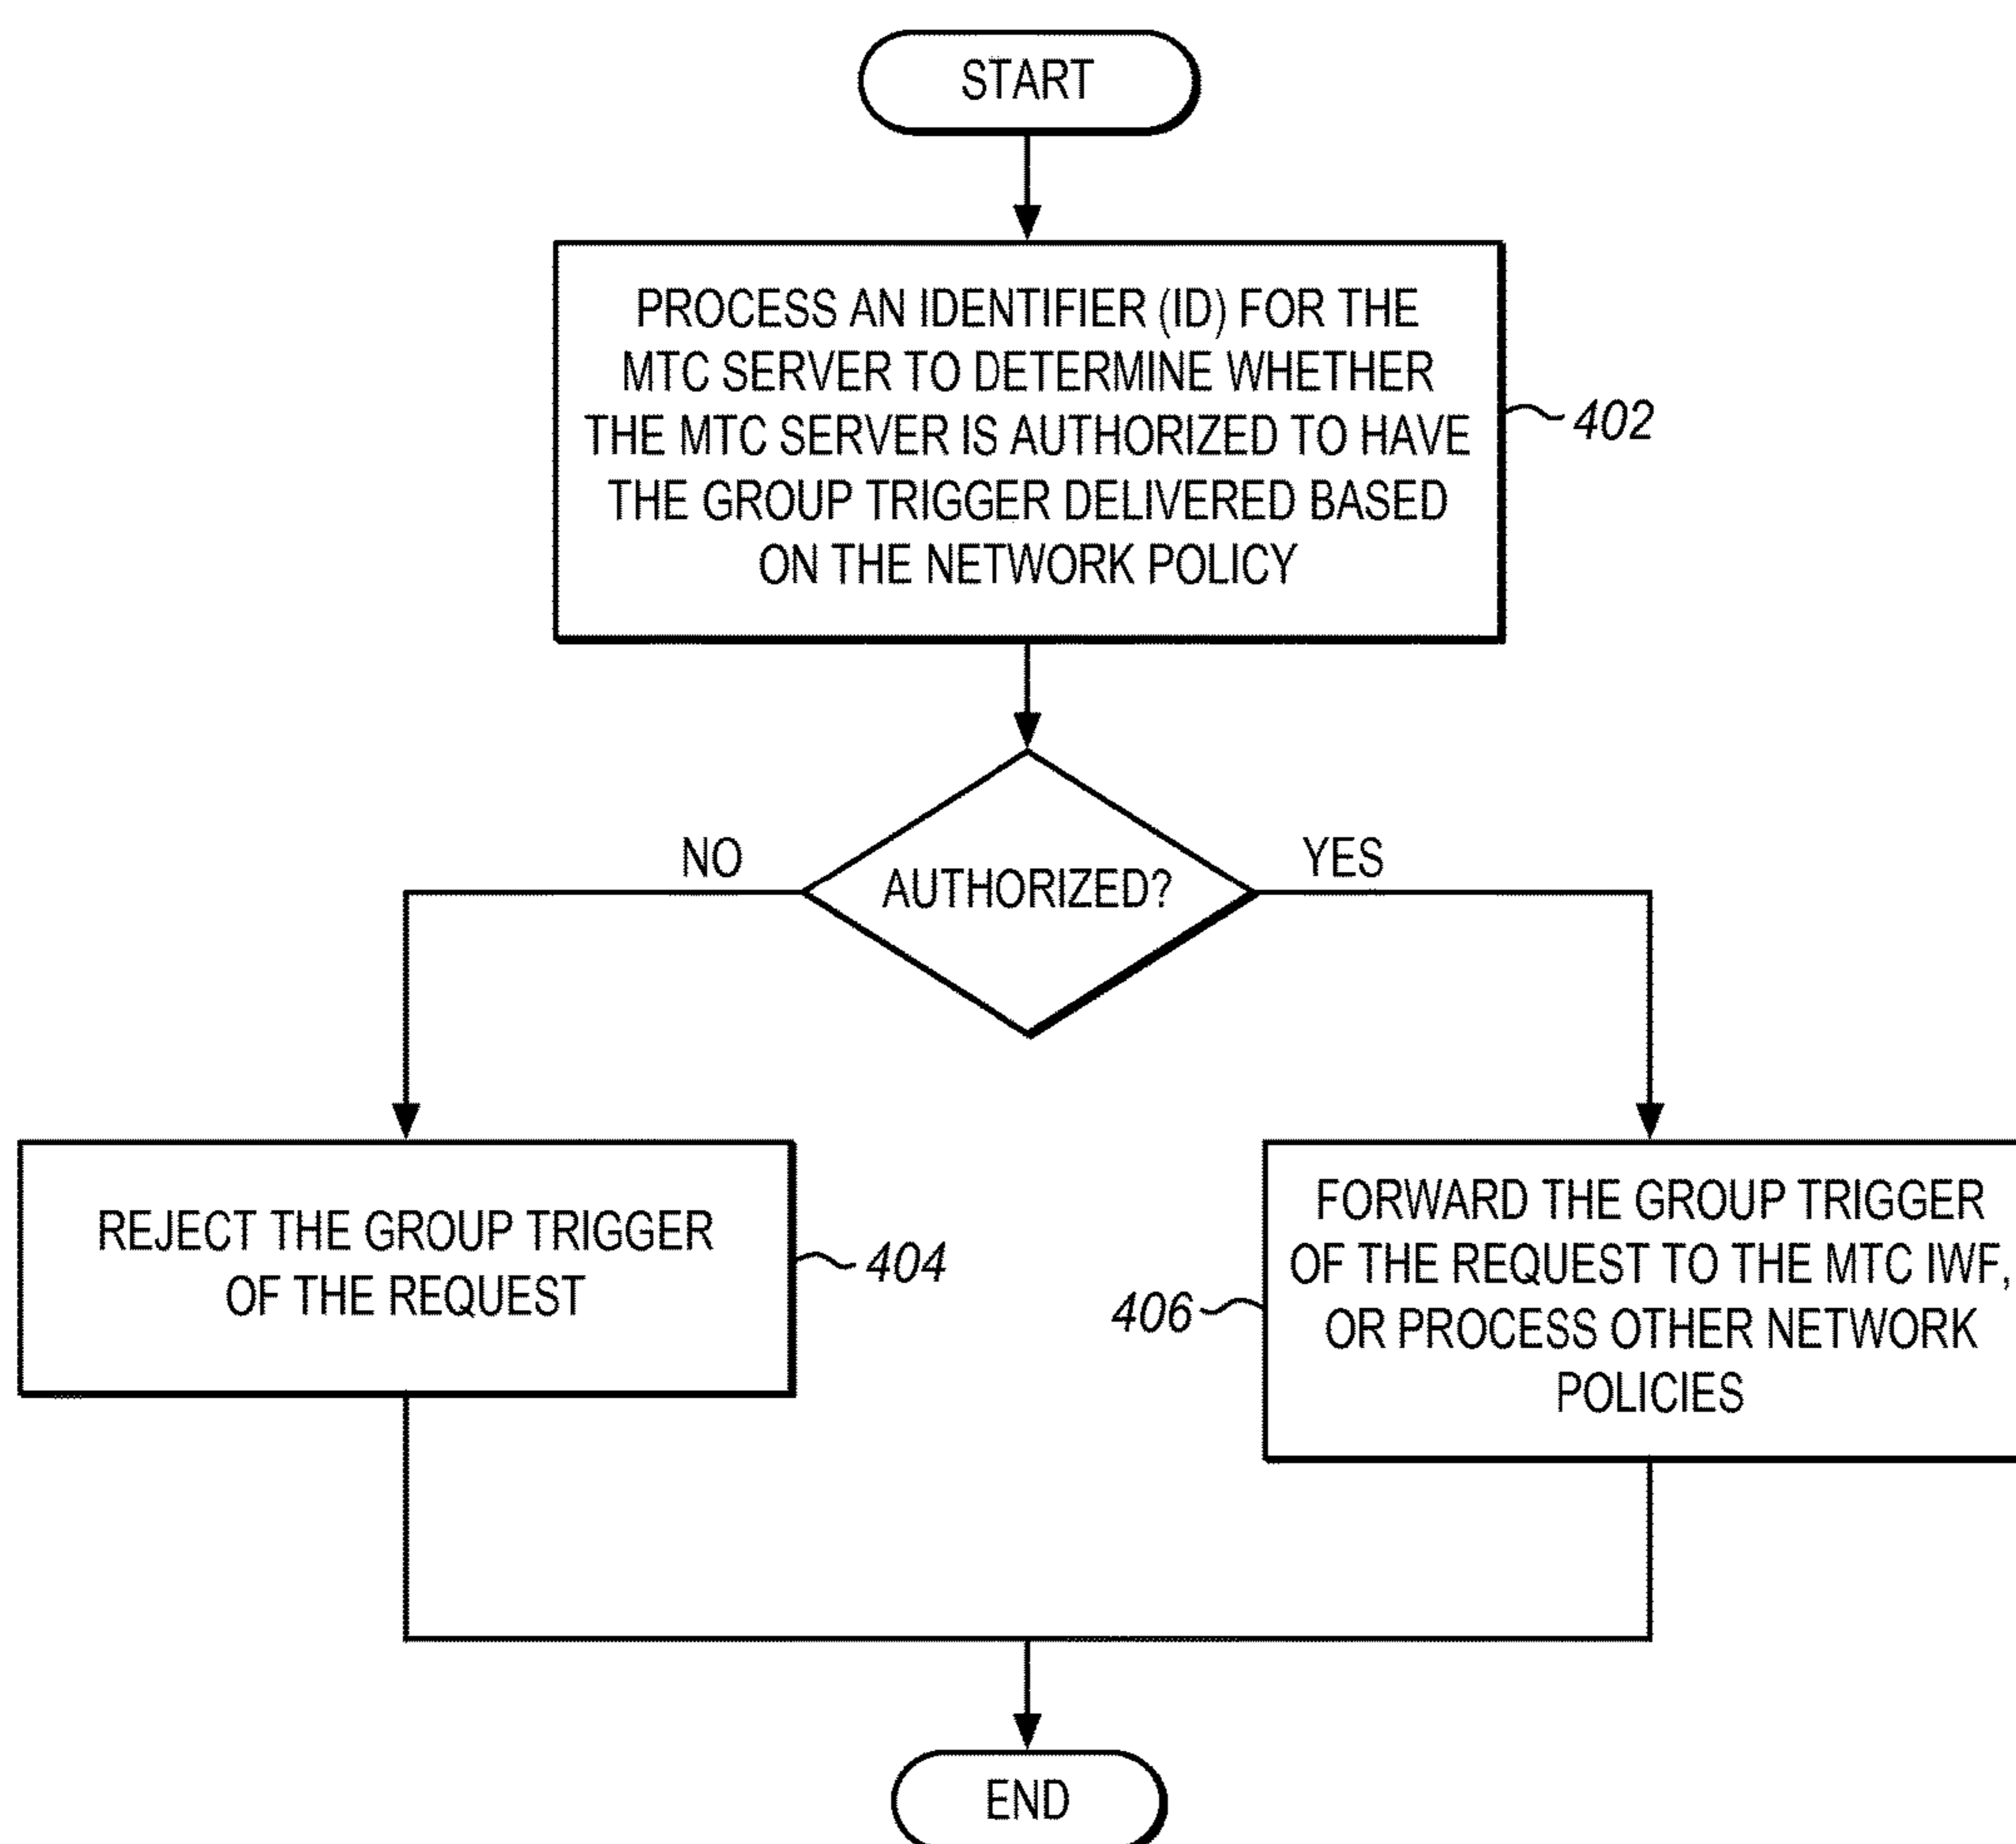 START
PROCESS AN IDENTIFIER (ID) FOR THE
MTC SERVER TO DETERMINE WHETHER
THE MTC SERVER IS AUTHORIZED TO HAVE
THE GROUP TRIGGER DELIVERED BASED
ON THE NETWORK POLICY
402
AUTHORIZED?
NO
YES
REJECT THE GROUP TRIGGER
OF THE REQUEST
404
FORWARD THE GROUP TRIGGER
OF THE REQUEST TO THE MTC IWF,
OR PROCESS OTHER NETWORK
POLICIES
406
END